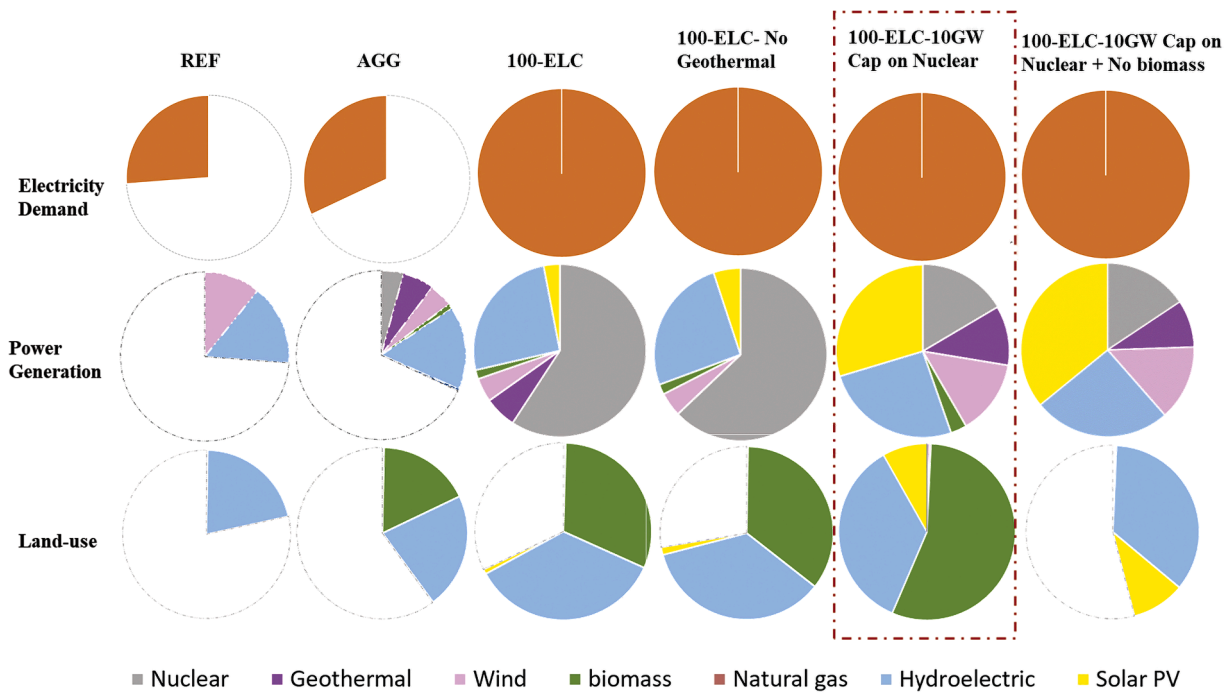 REF
AGG
100-ELC
100-ELC- No
Geothermal
100-ELC-10GW
Cap on Nuclear
100-ELC-10GW Cap on
Nuclear + No biomass
Electricity
Demand
Power
Generation
Land-use
Nuclear
Geothermal
Wind
biomass
Natural gas
Hydroelectric
Solar PV